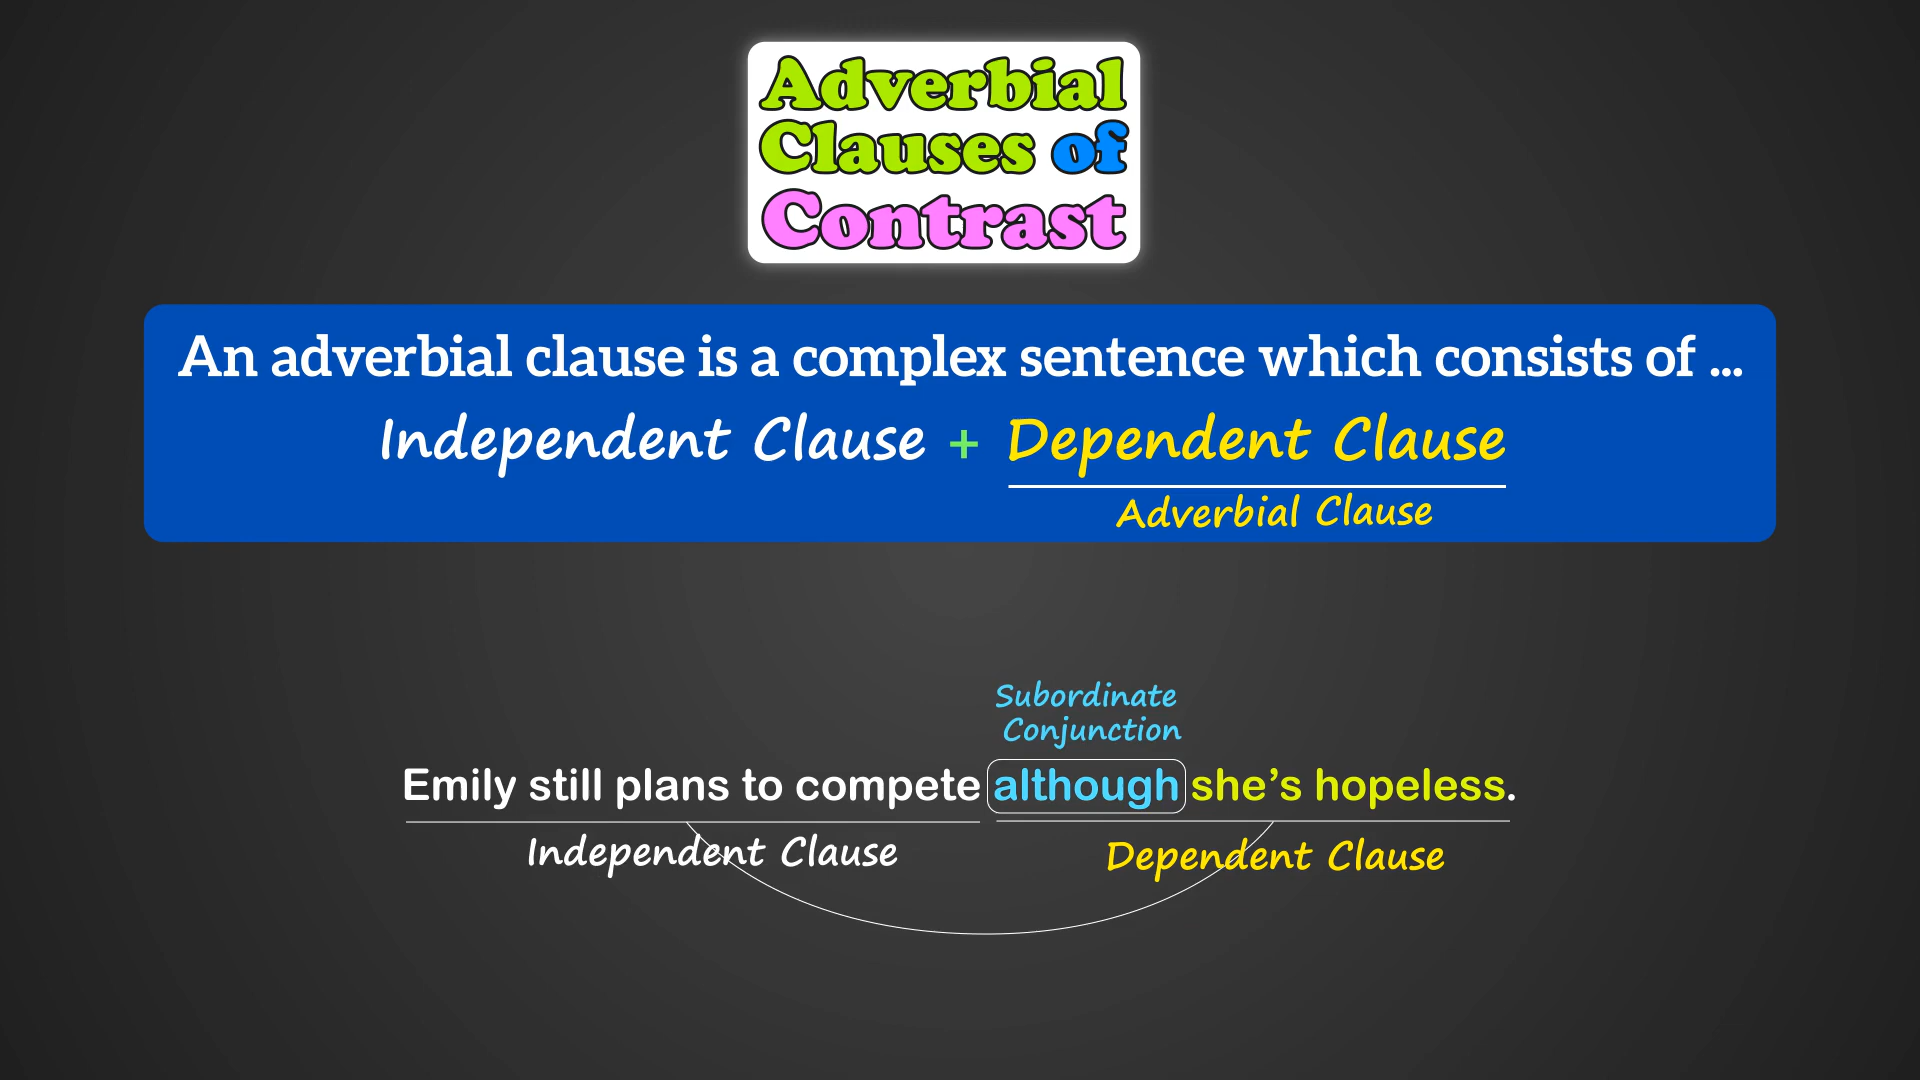 Adverbial
Clauses of
Contrast
An adverbial clause is a complex sentence which consists of ...
Independent Clause + Dependent Clause
Adverbial Clause
Subordinate
Conjunction
Emily still plans to compete although she’s hopeless.
Independent Clause Dependent Clause